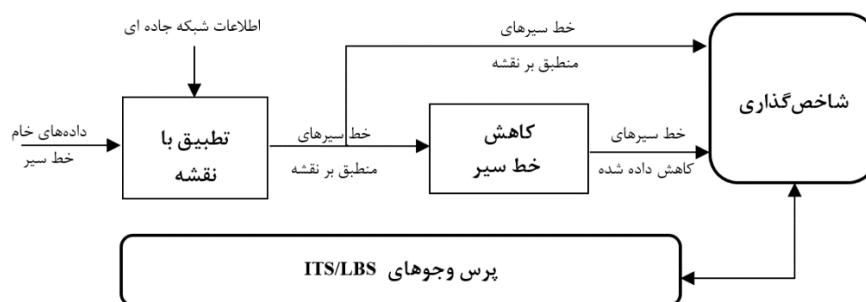 اطلاعات شبکه جاده ای
خط سیرهای
منطبق بر نقشه
شاخص‌گذاری
داده‌های خام
خط سیر
تطبیق با
نقشه
خط سیرهای
منطبق بر نقشه
کاهش
خط سیر
خط سیرهای
کاهش داده شده
پرس وجوهای ITS/LBS